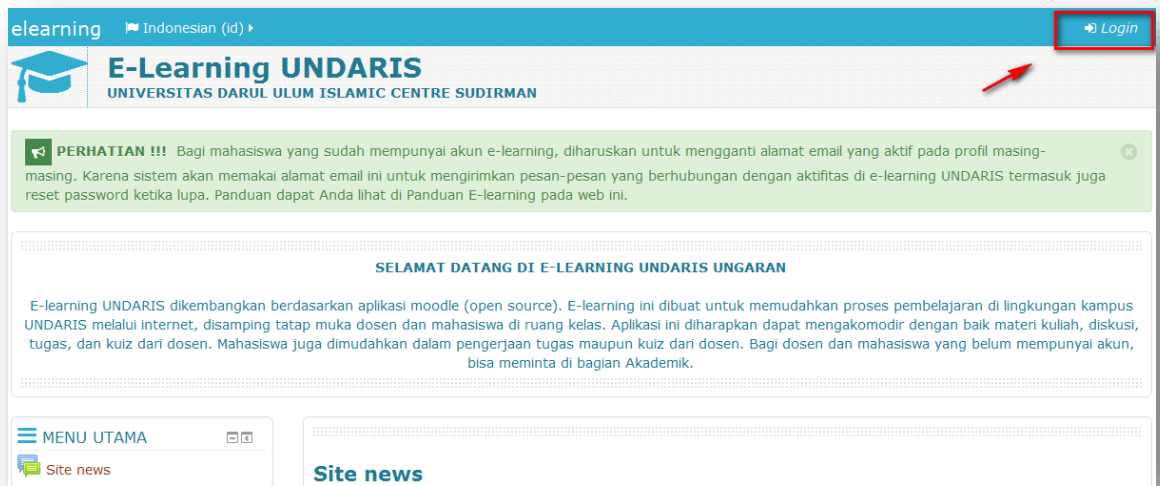 elearning Indonesian (id) Login
E-Learning UNDARIS
UNIVERSITAS DARUL ULUM ISLAMIC CENTRE SUDIRMAN
PERHATIAN !!! Bagi mahasiswa yang sudah mempunyai akun e-learning, diharuskan untuk mengganti alamat email yang aktif pada profil masing-
masing. Karena sistem akan memakai alamat email ini untuk mengirimkan pesan-pesan yang berhubungan dengan aktifitas di e-learning UNDARIS termasuk juga
reset password ketika lupa. Panduan dapat Anda lihat di Panduan E-learning pada web ini.
SELAMAT DATANG DI E-LEARNING UNDARIS UNGARAN
E-learning UNDARIS dikembangkan berdasarkan aplikasi moodle (open source). E-learning ini dibuat untuk memudahkan proses pembelajaran di lingkungan kampus
UNDARIS melalui internet, disamping tatap muka dosen dan mahasiswa di ruang kelas. Aplikasi ini diharapkan dapat mengakomodir dengan baik materi kuliah, diskusi,
tugas, dan kuiz dari dosen. Mahasiswa juga dimudahkan dalam pengerjaan tugas maupun kuiz dari dosen. Bagi dosen dan mahasiswa yang belum mempunyai akun,
bisa meminta di bagian Akademik.
MENU UTAMA
Site news
Site news